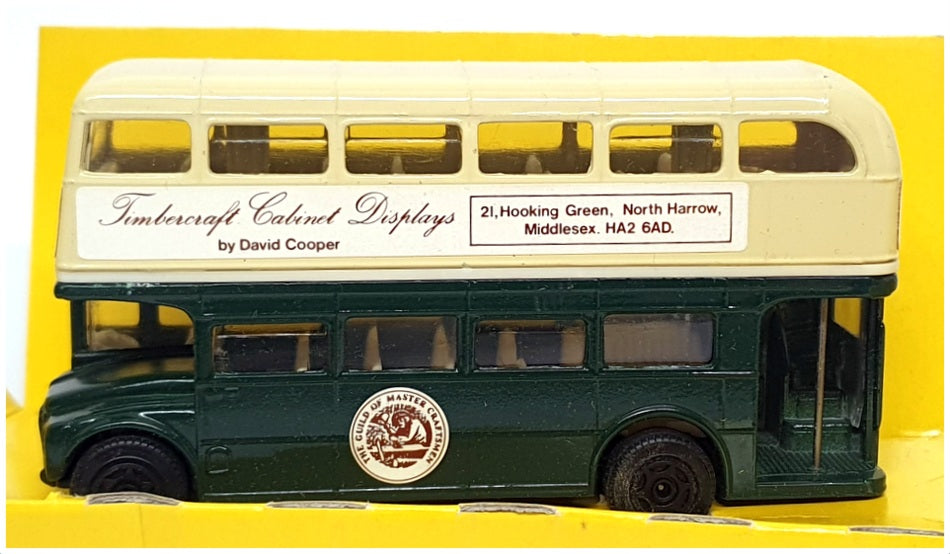 Timbercraft Cabinet Displays
by David Cooper
21, Hooking Green, North Harrow,
Middlesex. HA2 6AD.
THE GUILD OF MASTER CRAFTSMEN